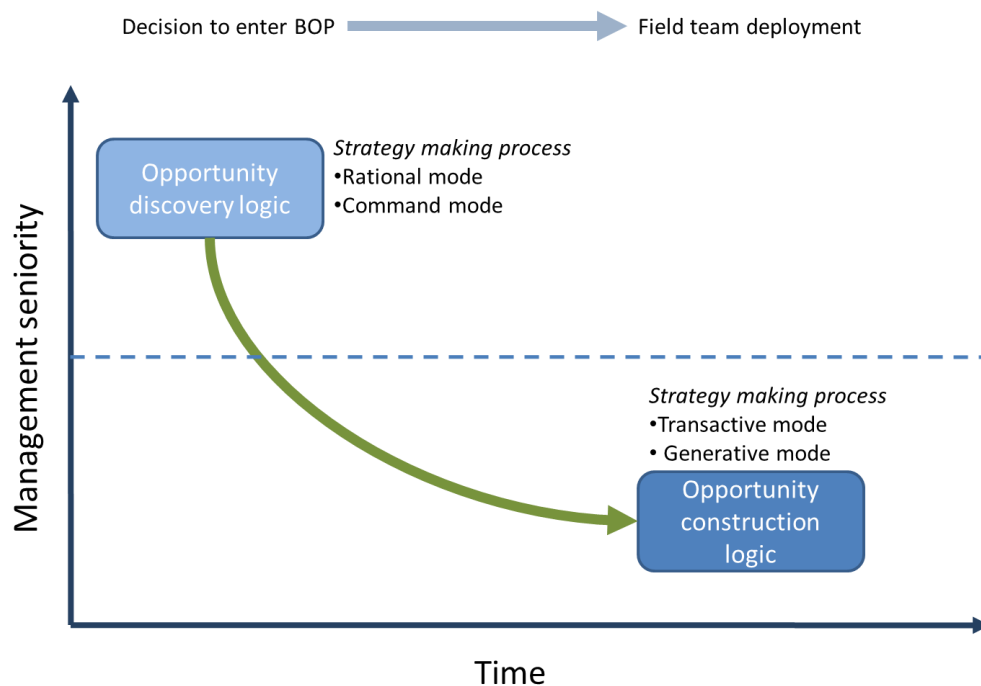 Decision to enter BOP
Field team deployment
Strategy making process
•Rational mode
•Command mode
Opportunity
discovery logic
Management seniority
Strategy making process
•Transactive mode
• Generative mode
Opportunity
construction
logic
Time